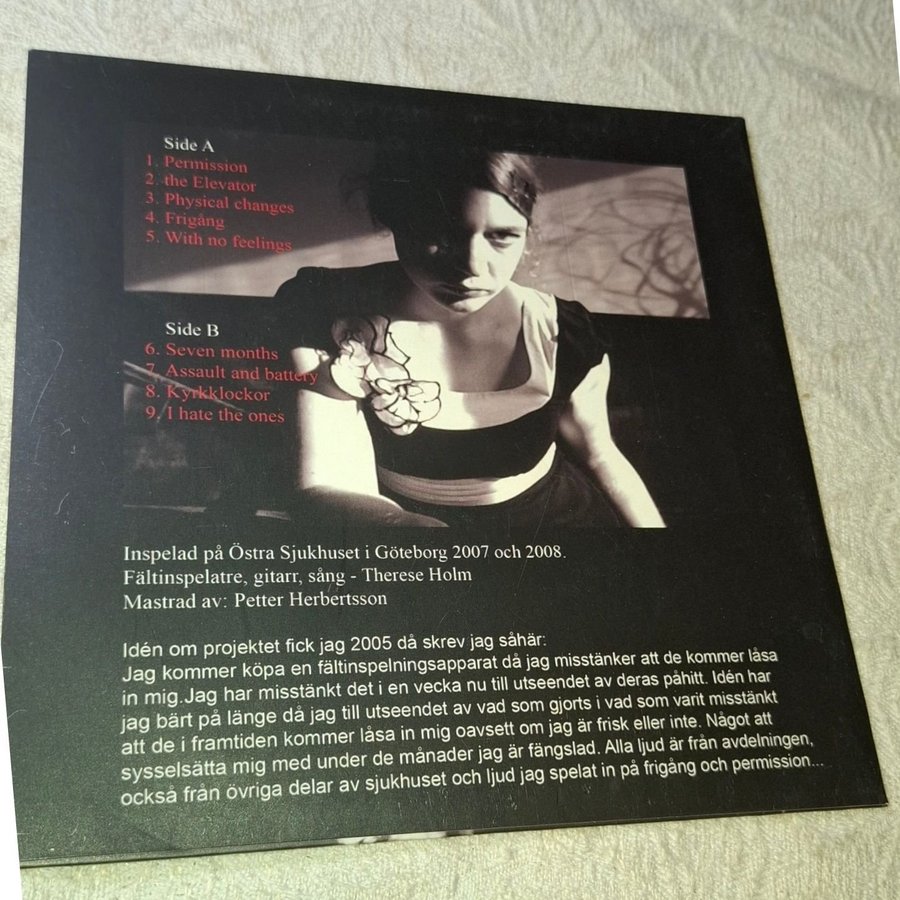 Side A
1. Permission
2. the Elevator
3. Physical changes
4. Frigång
5. With no feelings
Side B
6. Seven months
7. Assault and battery
8. Kyrkklockor
9. I hate the ones
Inspelad på Östra Sjukhuset i Göteborg 2007 och 2008.
Fältinspelatre, gitarr, sång - Therese Holm
Mastrad av: Petter Herbertsson
Idén om projektet fick jag 2005 då skrev jag såhär:
Jag kommer köpa en fältinspelningsapparat då jag misstänker att de kommer låsa
in mig.Jag har misstänkt det i en vecka nu till utseendet av deras påhitt. Idén har
jag bärt på länge då jag till utseendet av vad som gjorts i vad som varit misstänkt
att de i framtiden kommer låsa in mig oavsett om jag är frisk eller inte. Något att
sysselsätta mig med under de månader jag är fängslad. Alla ljud är från avdelningen,
också från övriga delar av sjukhuset och ljud jag spelat in på frigång och permission...